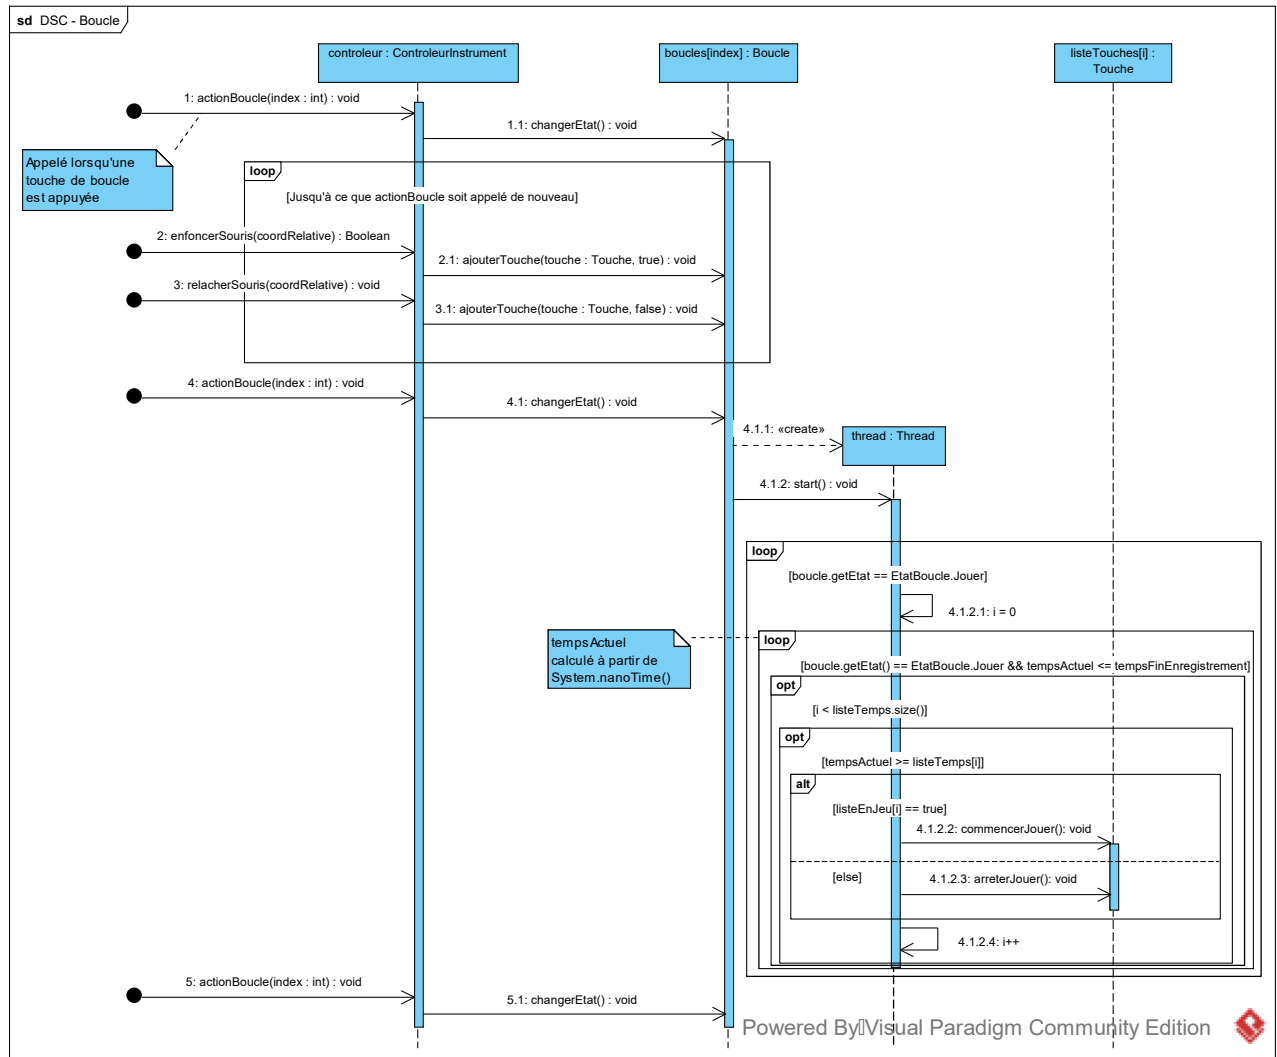 sd DSC - Boucle
controleur : ControleurInstrument
boucles[index] : Boucle
listeTouches[i] :
Touche
1: actionBoucle(index : int) : void
1.1: changerEtat() : void
Appelé lorsqu'une
touche de boucle
est appuyée
loop
[Jusqu'à ce que actionBoucle soit appelé de nouveau]
2: enfoncerSouris(coordRelative) : Boolean
2.1: ajouterTouche(touche : Touche, true) : void
3: relacherSouris(coordRelative) : void
3.1: ajouterTouche(touche : Touche, false) : void
4: actionBoucle(index : int) : void
4.1: changerEtat() : void
4.1.1: «create»
thread : Thread
4.1.2: start() : void
loop
[boucle.getEtat == EtatBoucle.Jouer]
4.1.2.1: i = 0
tempsActuel
calculé à partir de
System.nanoTime()
loop
[boucle.getEtat() == EtatBoucle.Jouer && tempsActuel <= tempsFinEnregistrement]
opt
[i < listeTemps.size()]
opt
[tempsActuel >= listeTemps[i]]
alt
[listeEnJeu[i] == true]
4.1.2.2: commencerJouer(): void
[else]
4.1.2.3: arreterJouer(): void
4.1.2.4: i++
5: actionBoucle(index : int) : void
5.1: changerEtat() : void
Powered By Visual Paradigm Community Edition